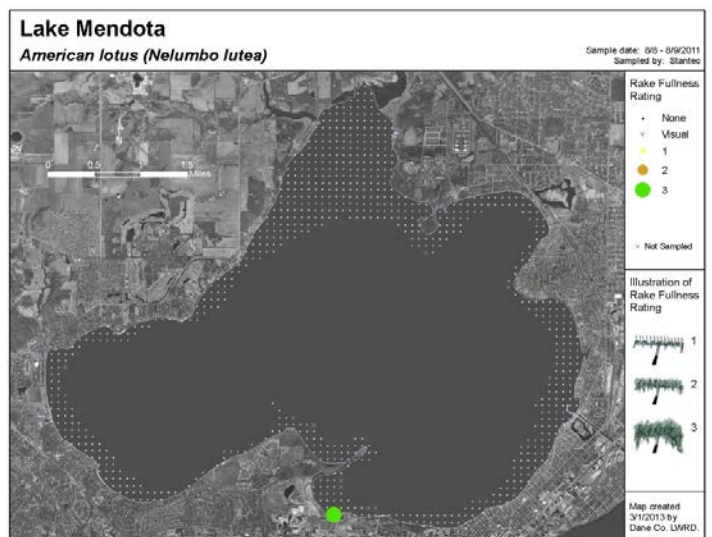 Lake Mendota
American lotus (Nelumbo lutea)
Sample date: 8/8 - 8/9/2011
Sampled by: Stantec
Rake Fullness
Rating
None
Visual
1
2
3
Not Sampled
0 0.5 1 1.5
Miles
Illustration of
Rake Fullness
Rating
1
2
3
Map created
3/1/2013 by
Dane Co. LWRD.